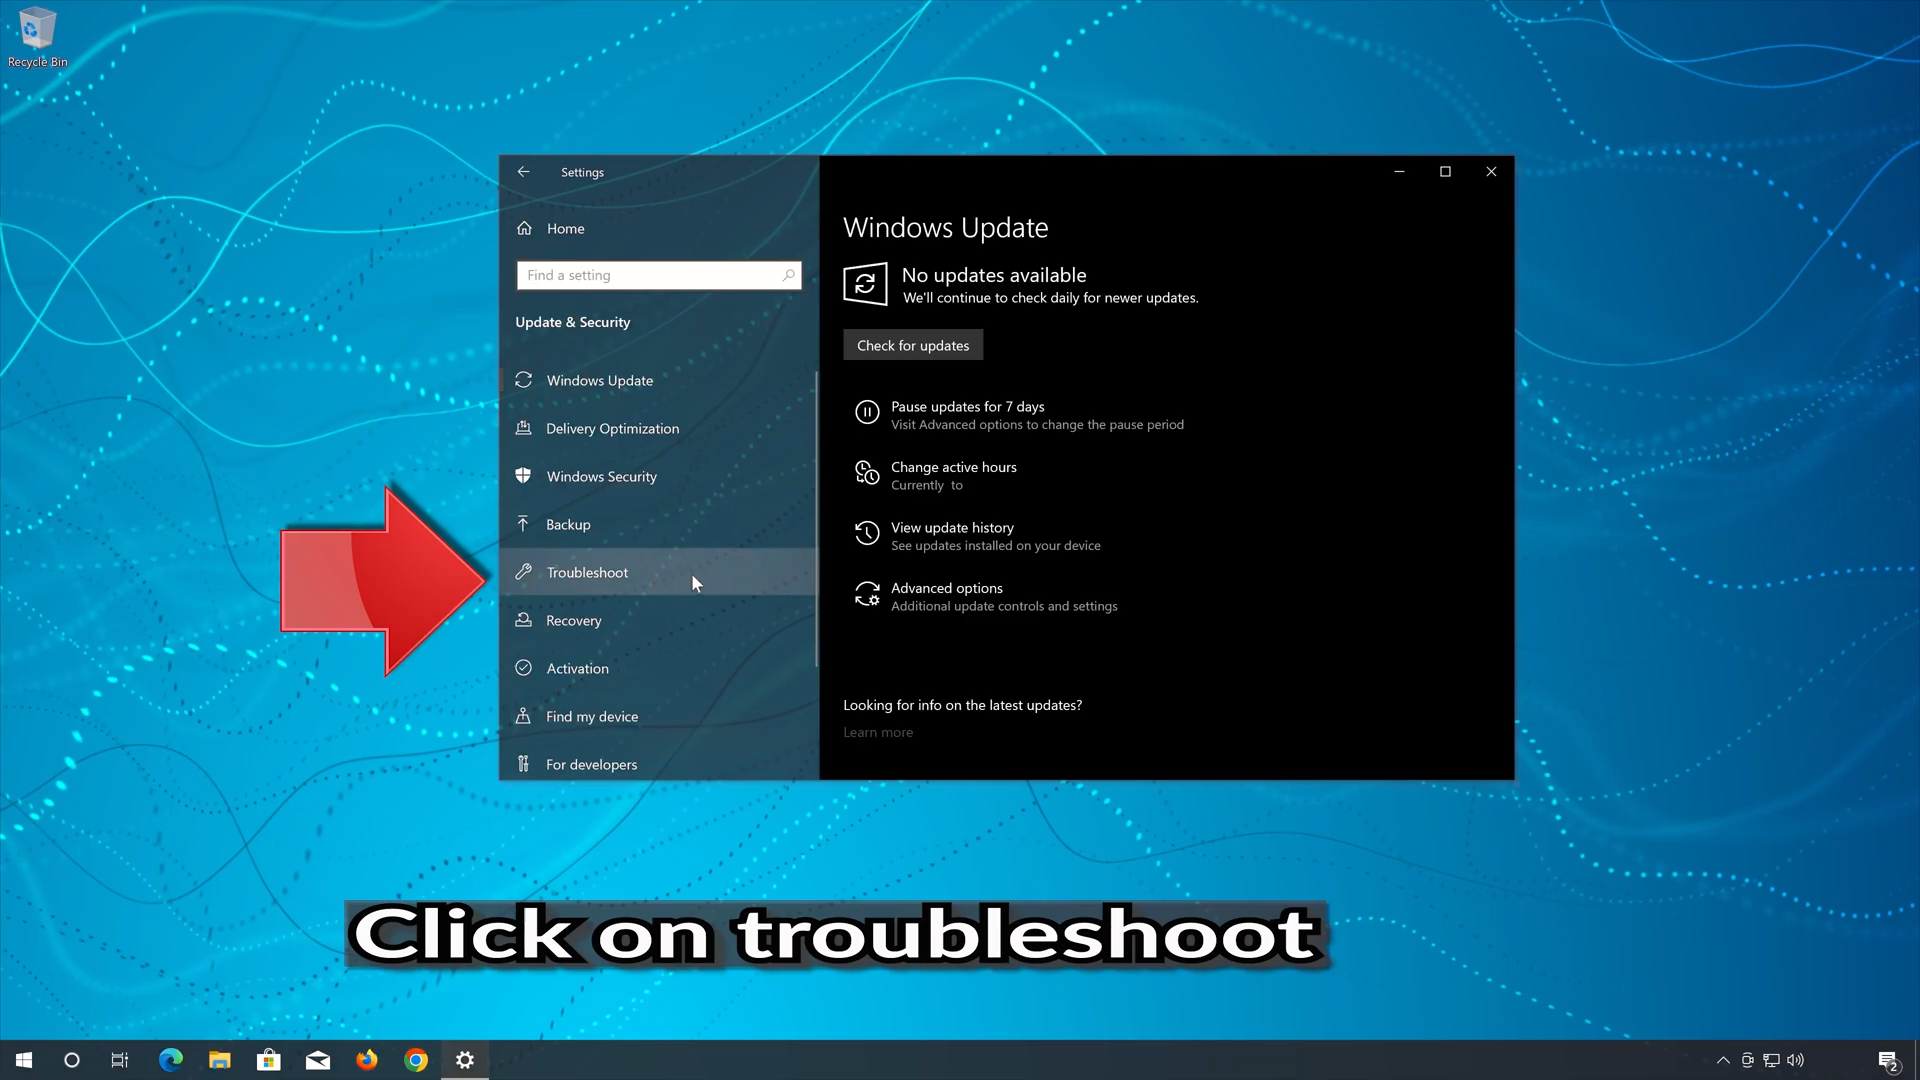 Recycle Bin
Settings
Home
Find a setting
Update & Security
Windows Update
Delivery Optimization
Windows Security
Backup
Troubleshoot
Recovery
Activation
Find my device
For developers
Windows Update
No updates available
We'll continue to check daily for newer updates.
Check for updates
Pause updates for 7 days
Visit Advanced options to change the pause period
Change active hours
Currently to
View update history
See updates installed on your device
Advanced options
Additional update controls and settings
Looking for info on the latest updates?
Learn more
Click on troubleshoot
2